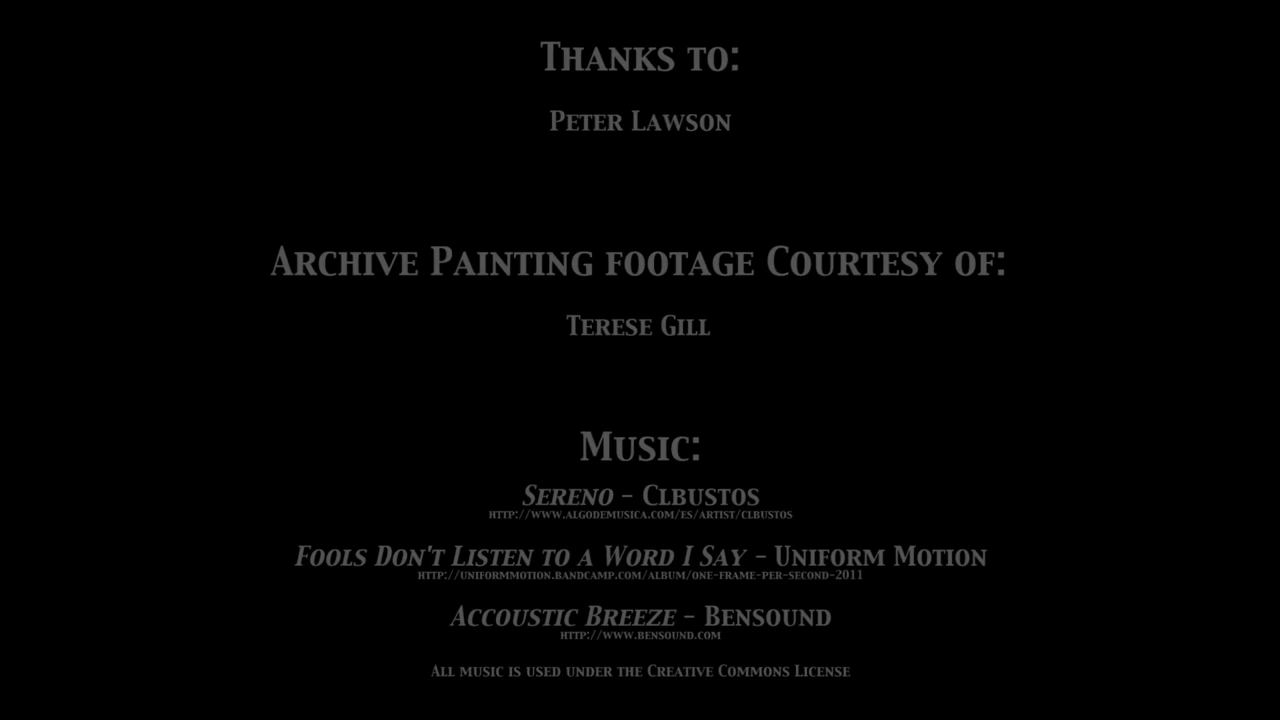 Thanks to:
Peter Lawson
Archive Painting footage Courtesy of:
Terese Gill
Music:
Sereno - Clbustos
http://www.algodemusica.com/es/artist/clbustos
Fools Don't Listen to a Word I Say - Uniform Motion
http://uniformmotion.bandcamp.com/album/one-frame-per-second-2011
Accoustic Breeze - Bensound
http://www.bensound.com
All music is used under the Creative Commons License